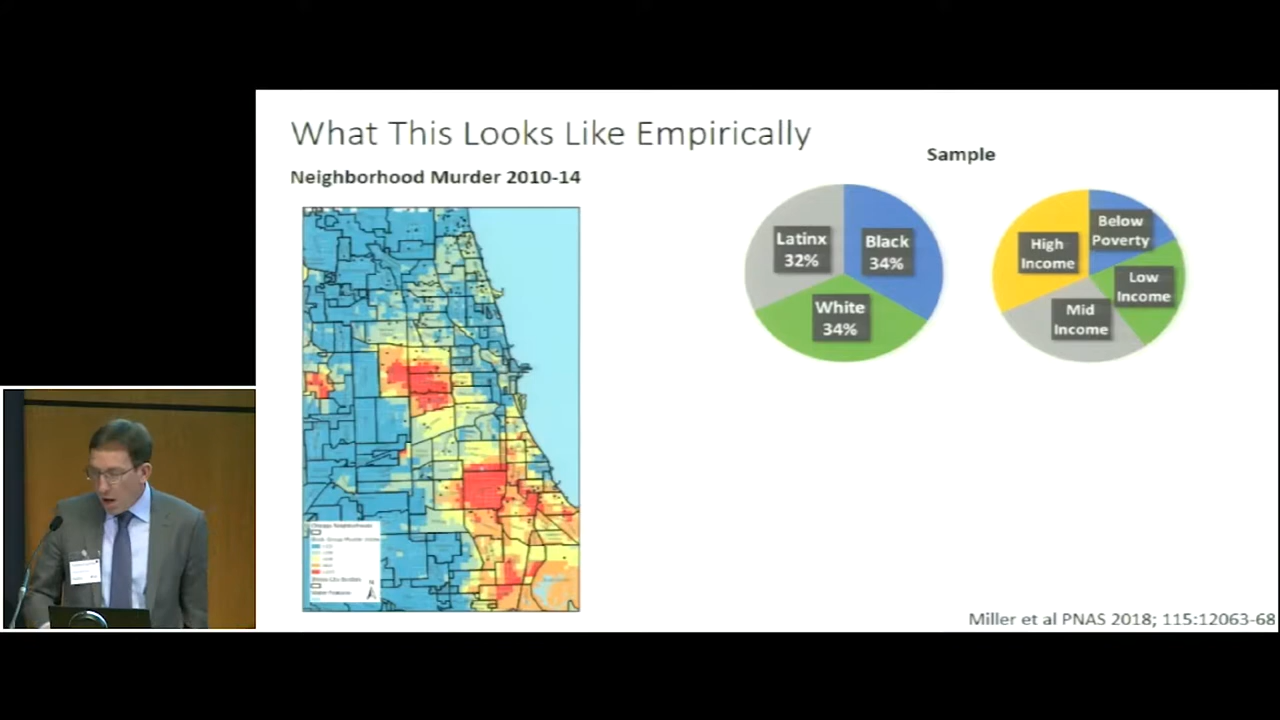 What This Looks Like Empirically
Sample
Neighborhood Murder 2010-14
Latinx
32%
Black
34%
White
34%
High
Income
Below
Poverty
Low
Income
Mid
Income
N
Miller et al PNAS 2018; 115:12063-68